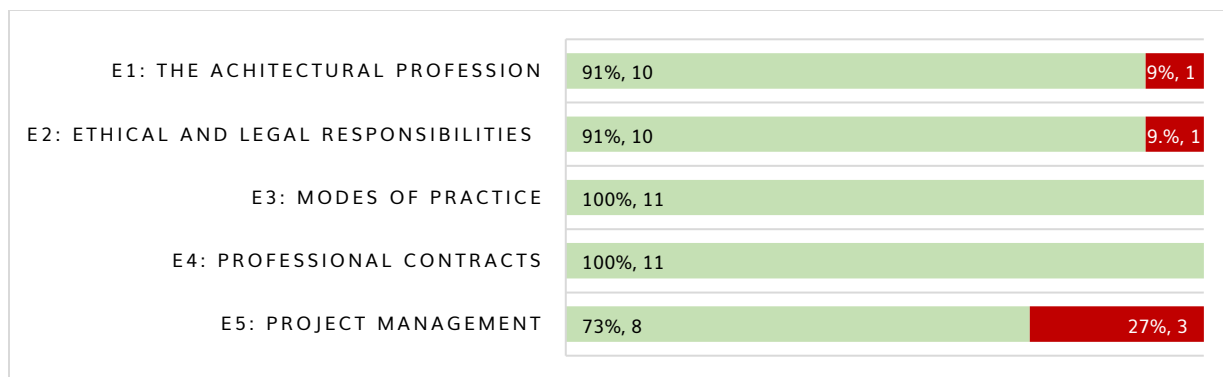 E1: THE ACHITECTURAL PROFESSION 91%, 10 9%, 1
E2: ETHICAL AND LEGAL RESPONSIBILITIES 91%, 10 9.%, 1
E3: MODES OF PRACTICE 100%, 11
E4: PROFESSIONAL CONTRACTS 100%, 11
E5: PROJECT MANAGEMENT 73%, 8 27%, 3